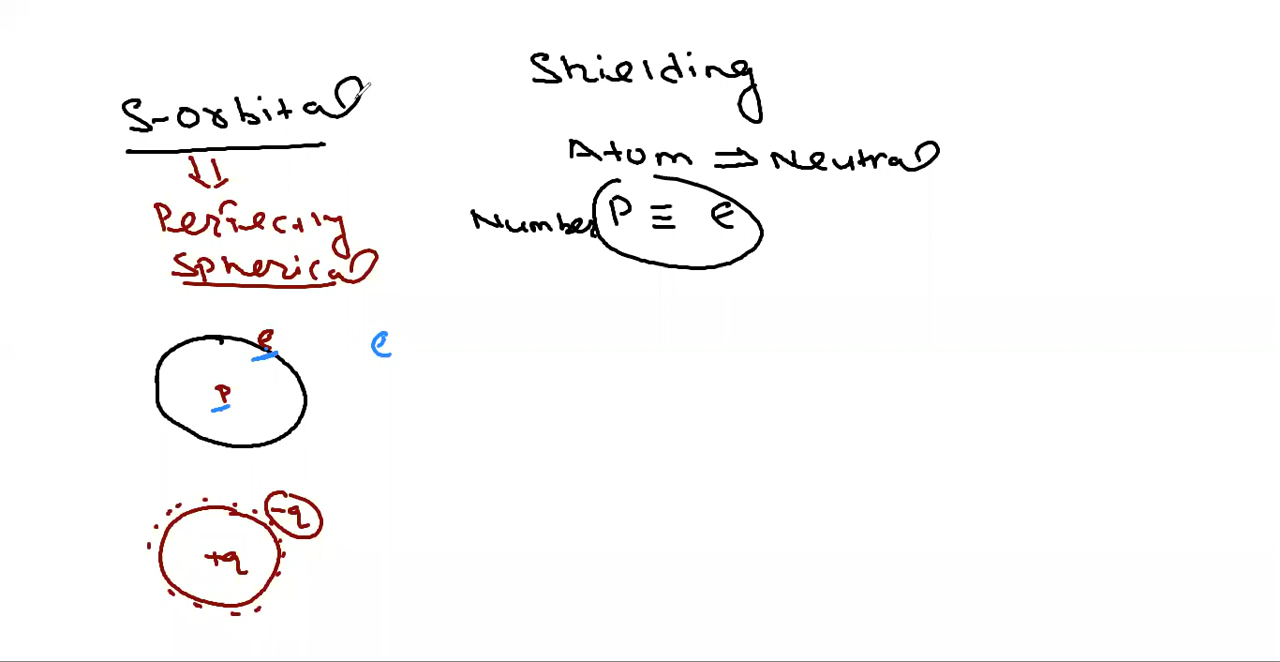 Shielding
S-orbital
Atom ⇒ Neutral
Number P ≡ e
Perfectly
Spherical
e
e
P
-q
+q